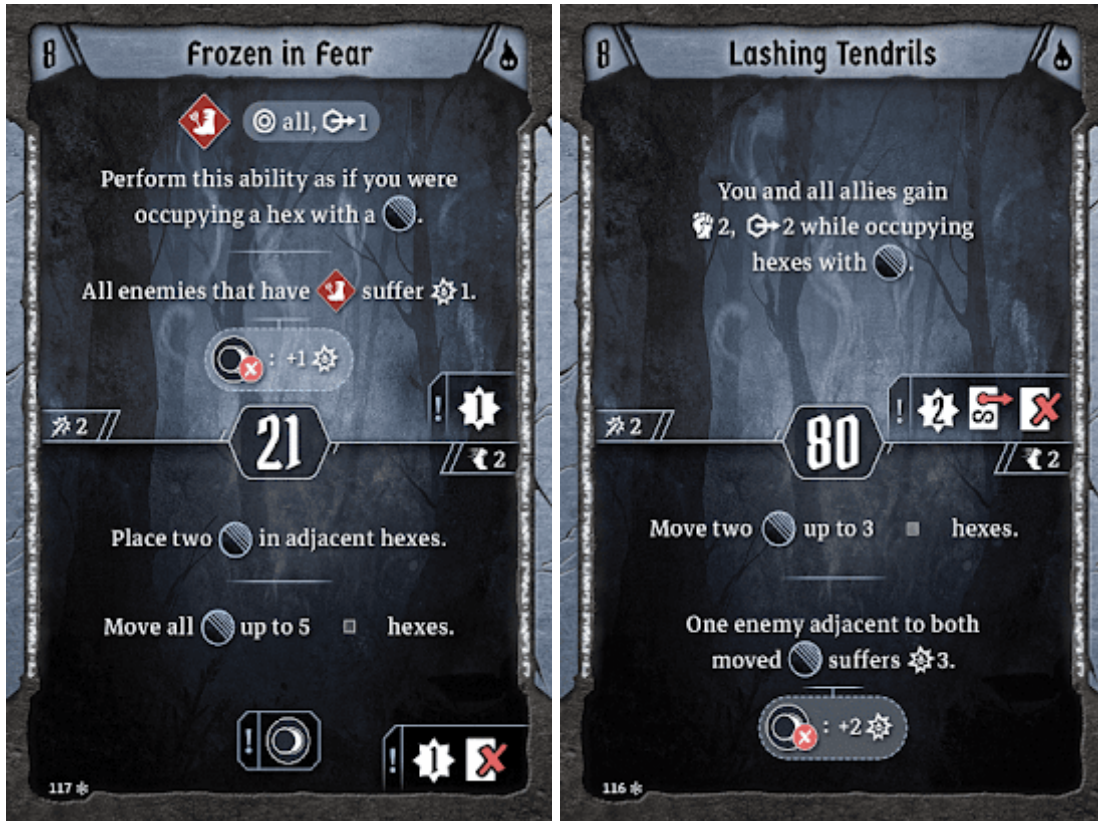 8 Frozen in Fear
all, 1
Perform this ability as if you were
occupying a hex with a .
All enemies that have suffer 1.
: +1
! 1
2
21
2
Place two in adjacent hexes.
Move all up to 5 hexes.
!
! 1
117
8 Lashing Tendrils
You and all allies gain
2, 2 while occupying
hexes with .
! 2
2
80
2
Move two up to 3 hexes.
One enemy adjacent to both
moved suffers 3.
: +2
116